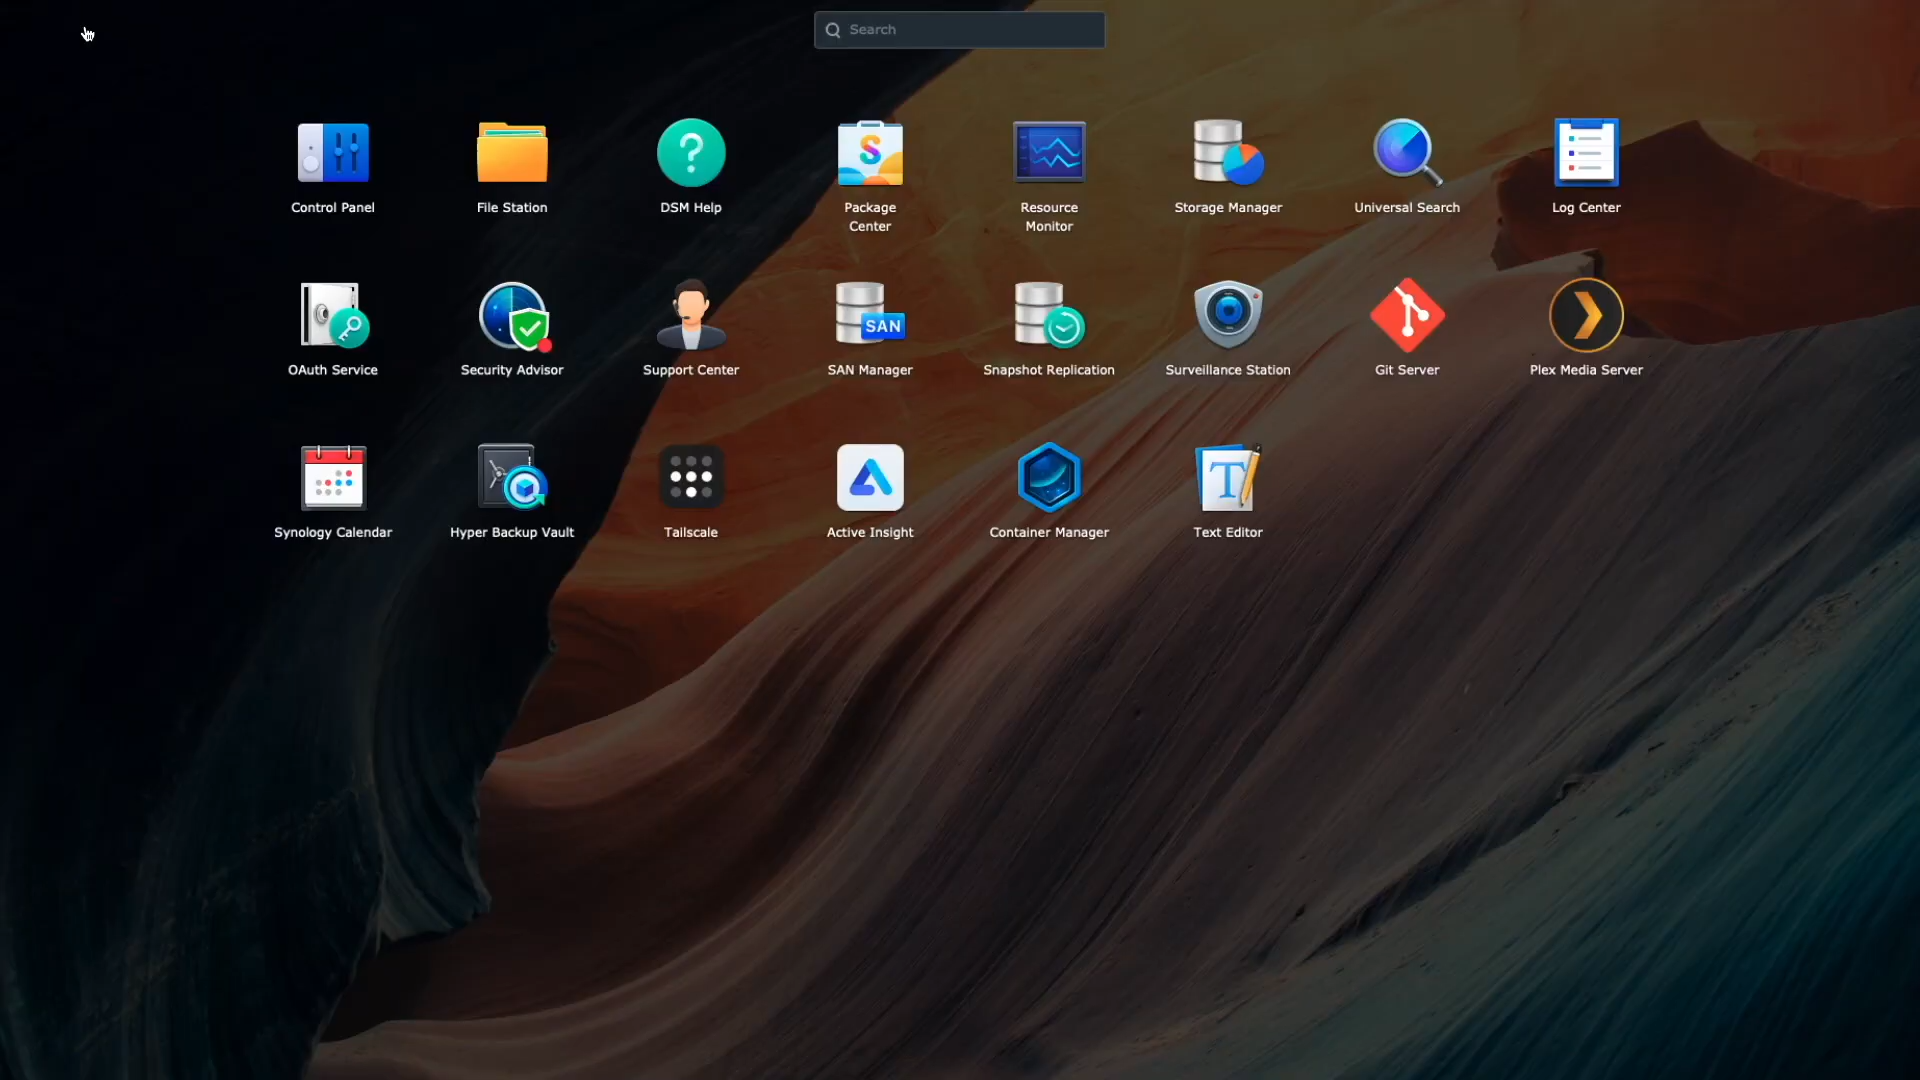 Search
Control Panel
File Station
DSM Help
Package
Center
Resource
Monitor
Storage Manager
Universal Search
Log Center
OAuth Service
Security Advisor
Support Center
SAN
SAN Manager
Snapshot Replication
Surveillance Station
Git Server
Plex Media Server
Synology Calendar
Hyper Backup Vault
Tailscale
Active Insight
Container Manager
Text Editor